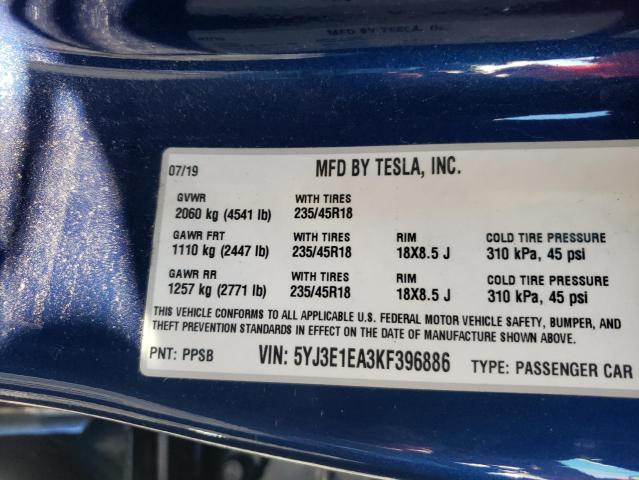 07/19 MFD BY TESLA, INC.
GVWR WITH TIRES
2060 kg (4541 lb) 235/45R18
GAWR FRT WITH TIRES RIM COLD TIRE PRESSURE
1110 kg (2447 lb) 235/45R18 18X8.5 J 310 kPa, 45 psi
GAWR RR WITH TIRES RIM COLD TIRE PRESSURE
1257 kg (2771 lb) 235/45R18 18X8.5 J 310 kPa, 45 psi
THIS VEHICLE CONFORMS TO ALL APPLICABLE U.S. FEDERAL MOTOR VEHICLE SAFETY, BUMPER, AND
THEFT PREVENTION STANDARDS IN EFFECT ON THE DATE OF MANUFACTURE SHOWN ABOVE.
PNT: PPSB VIN: 5YJ3E1EA3KF396886 TYPE: PASSENGER CAR